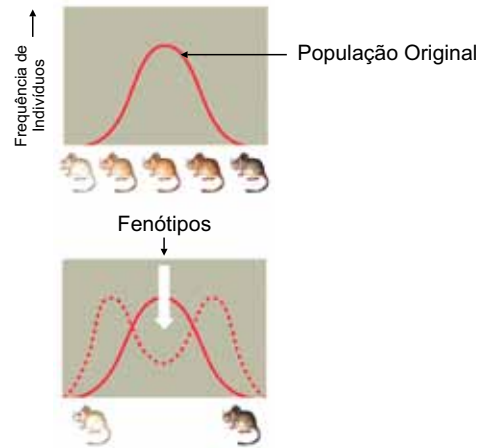 Frequência de
Indivíduos
População Original
Fenótipos